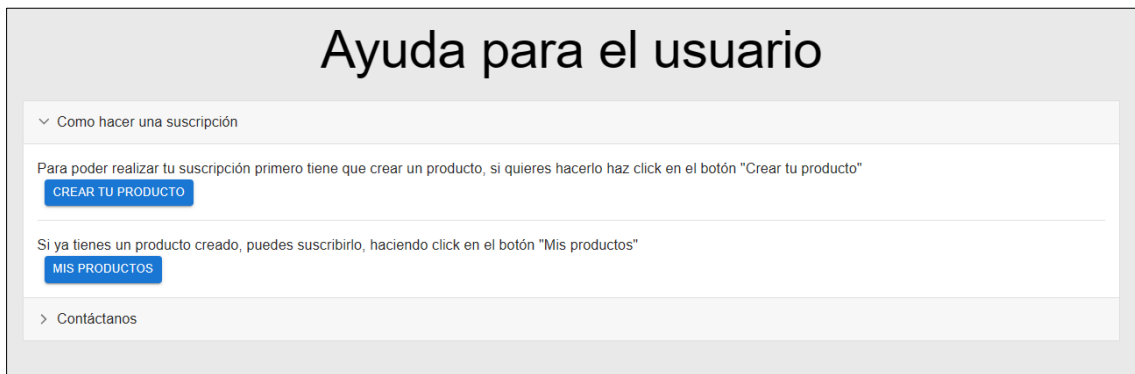 Ayuda para el usuario
Como hacer una suscripción
Para poder realizar tu suscripción primero tiene que crear un producto, si quieres hacerlo haz click en el botón "Crear tu producto"
CREAR TU PRODUCTO
Si ya tienes un producto creado, puedes suscribirlo, haciendo click en el botón "Mis productos"
MIS PRODUCTOS
Contáctanos